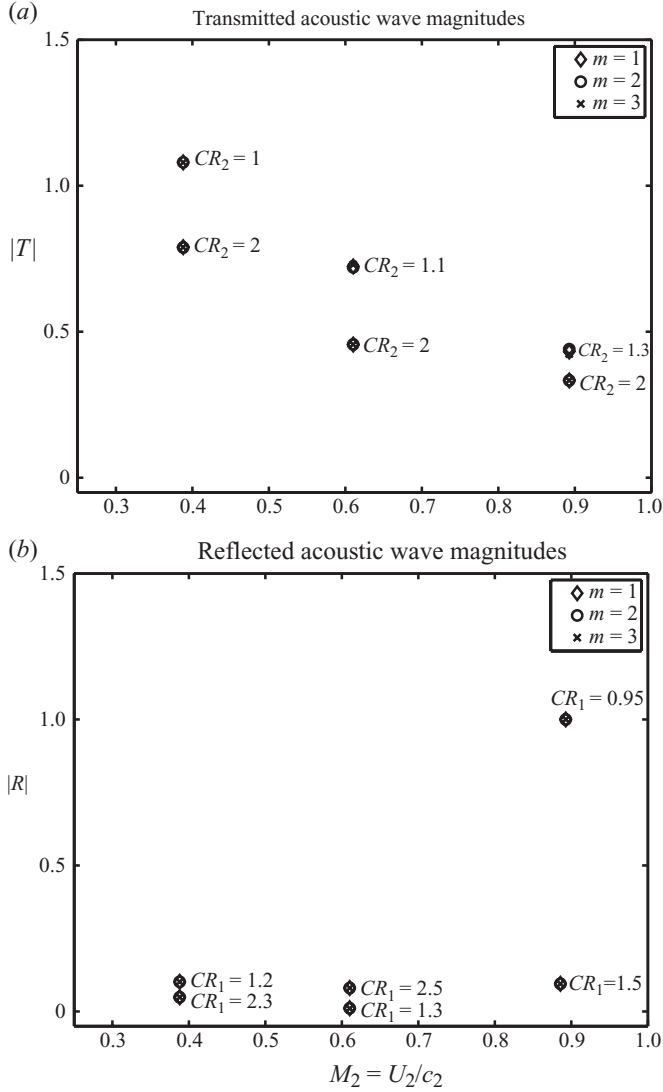 (a) Transmitted acoustic wave magnitudes
1.5
◇ m = 1
○ m = 2
× m = 3
CR₂ = 1
1.0
|T|
CR₂ = 2
CR₂ = 1.1
0.5
CR₂ = 2
CR₂ = 1.3
CR₂ = 2
0
0.3 0.4 0.5 0.6 0.7 0.8 0.9 1.0
(b) Reflected acoustic wave magnitudes
1.5
◇ m = 1
○ m = 2
× m = 3
CR₁ = 0.95
1.0
|R|
0.5
CR₁ = 1.2
CR₁ = 2.3
CR₁ = 2.5
CR₁ = 1.3
CR₁=1.5
0
0.3 0.4 0.5 0.6 0.7 0.8 0.9 1.0
M₂ = U₂/c₂